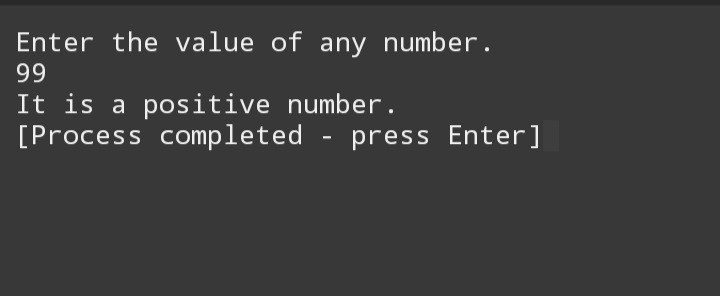 Enter the value of any number.
99
It is a positive number.
[Process completed - press Enter]